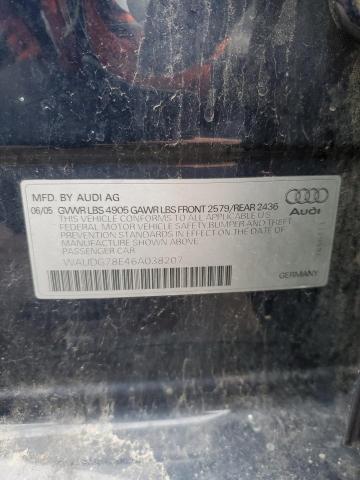 MFD. BY AUDI AG
06/05 GVWR LBS 4905 GAWR LBS FRONT 2579/REAR 2436
THIS VEHICLE CONFORMS TO ALL APPLICABLE U.S.
FEDERAL MOTOR VEHICLE SAFETY, BUMPER AND THEFT
PREVENTION STANDARDS IN EFFECT ON THE DATE OF
MANUFACTURE SHOWN ABOVE.
PASSENGER CAR
WAUDG78E46A038207
Audi
GERMANY